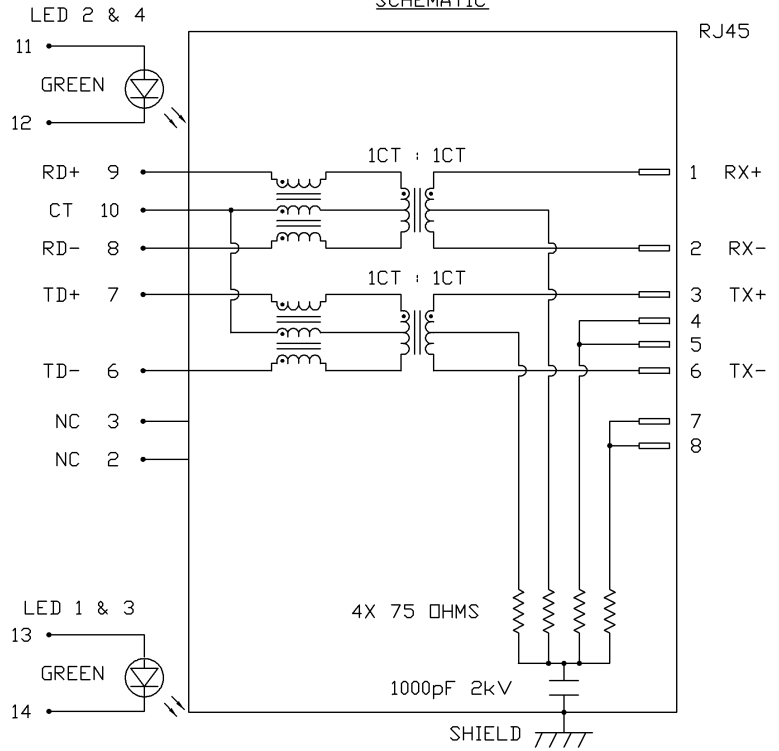 SCHEMATIC
LED 2 & 4
RJ45
11
GREEN
12
1CT : 1CT
RD+ 9
1 RX+
CT 10
RD- 8
2 RX-
1CT : 1CT
TD+ 7
3 TX+
4
5
TD- 6
6 TX-
NC 3
7
8
NC 2
LED 1 & 3
4X 75 OHMS
13
GREEN
1000pF 2kV
14
SHIELD